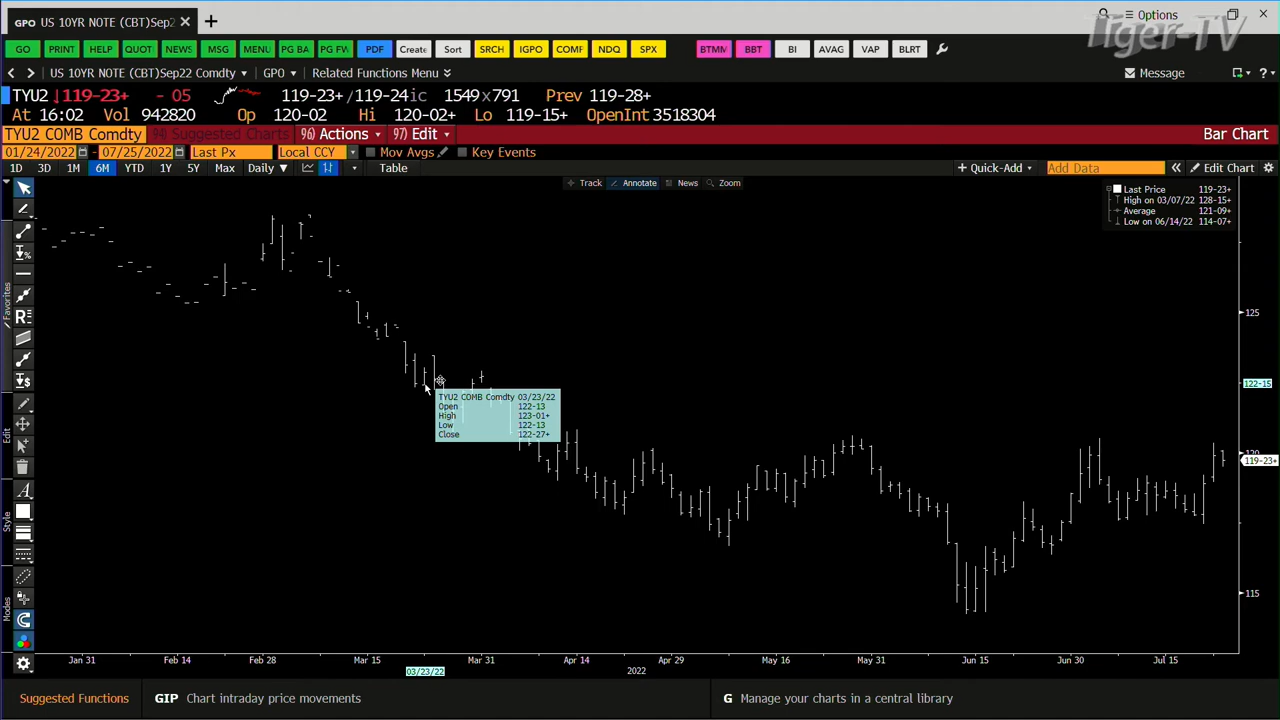 GPO US 10YR NOTE (CBT)Sep2 × + Options
Tiger-TV
GO PRINT HELP QUOT NEWS MSG MENU PG BA PG FW PDF Create Sort SRCH IGPO COMF NDQ SPX BTMM BBT BI AVAG VAP BLRT
US 10YR NOTE (CBT)Sep22 Comdty GPO Related Functions Menu Message
TYU2 ↓119-23+ - 05 119-23+/119-24ic 1549x791 Prev 119-28+
At 16:02 Vol 942820 Op 120-02 Hi 120-02+ Lo 119-15+ OpenInt 3518304
TYU2 COMB Comdty 94) Suggested Charts 96) Actions 97) Edit Bar Chart
01/24/2022 - 07/25/2022 Last Px Local CCY Mov Avgs Key Events
1D 3D 1M 6M YTD 1Y 5Y Max Daily Table + Quick-Add Add Data « Edit Chart
Track Annotate News Zoom
Last Price 119-23+
High on 03/07/22 128-15+
Average 121-09+
Low on 06/14/22 114-07+
Favorites
Edit
Style
Modes
TYU2 COMB Comdty 03/23/22
Open 122-13
High 123-01+
Low 122-13
Close 122-27+
125
122-15
120
119-23+
115
Jan 31 Feb 14 Feb 28 Mar 15 Mar 31 Apr 14 Apr 29 May 16 May 31 Jun 15 Jun 30 Jul 15
03/23/22 2022
Suggested Functions GIP Chart intraday price movements G Manage your charts in a central library